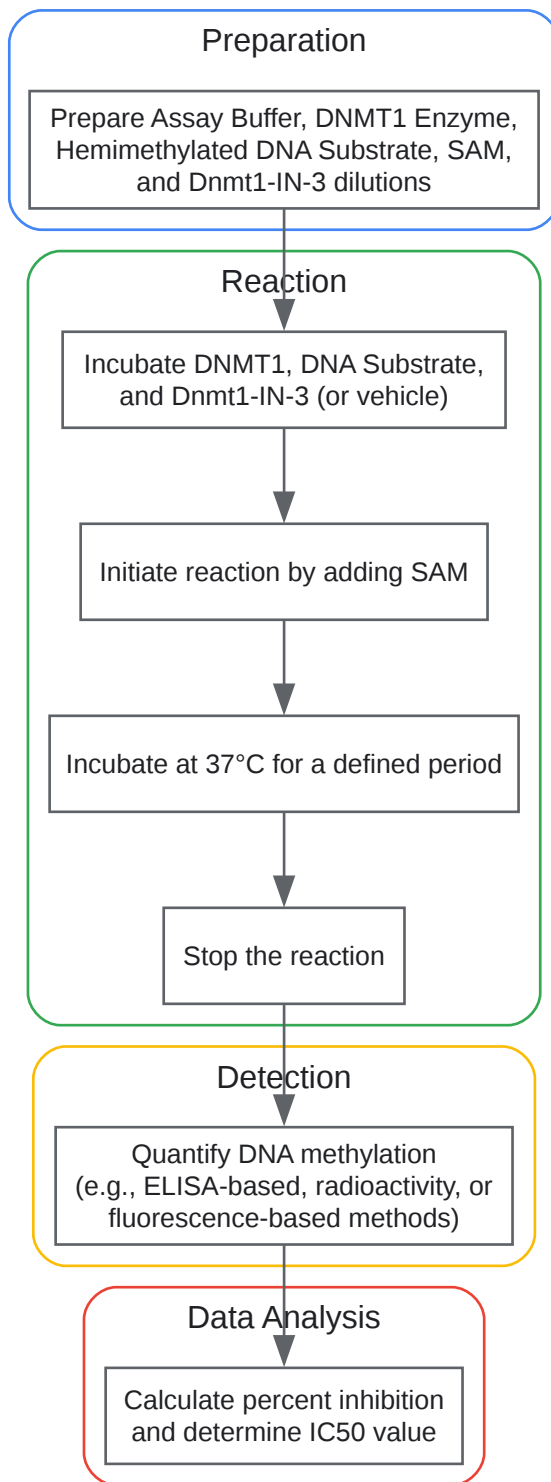 Preparation
Prepare Assay Buffer, DNMT1 Enzyme,
Hemimethylated DNA Substrate, SAM,
and Dnmt1-IN-3 dilutions
Reaction
Incubate DNMT1, DNA Substrate,
and Dnmt1-IN-3 (or vehicle)
Initiate reaction by adding SAM
Incubate at 37°C for a defined period
Stop the reaction
Detection
Quantify DNA methylation
(e.g., ELISA-based, radioactivity, or
fluorescence-based methods)
Data Analysis
Calculate percent inhibition
and determine IC50 value